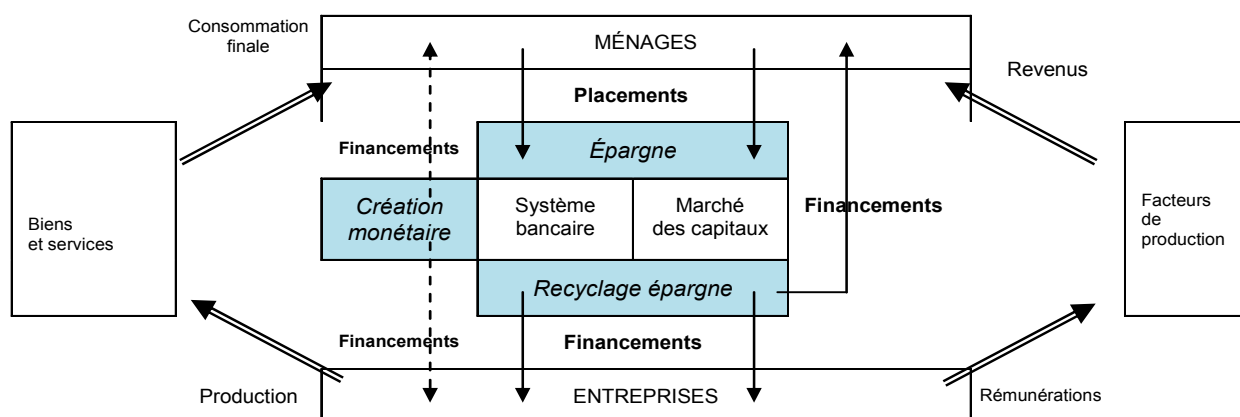 Consommation
finale
MÉNAGES
Revenus
Placements
Financements
Épargne
Biens
et services
Création
monétaire
Système
bancaire
Marché
des capitaux
Financements
Facteurs
de
production
Recyclage épargne
Financements
Financements
Production
ENTREPRISES
Rémunérations